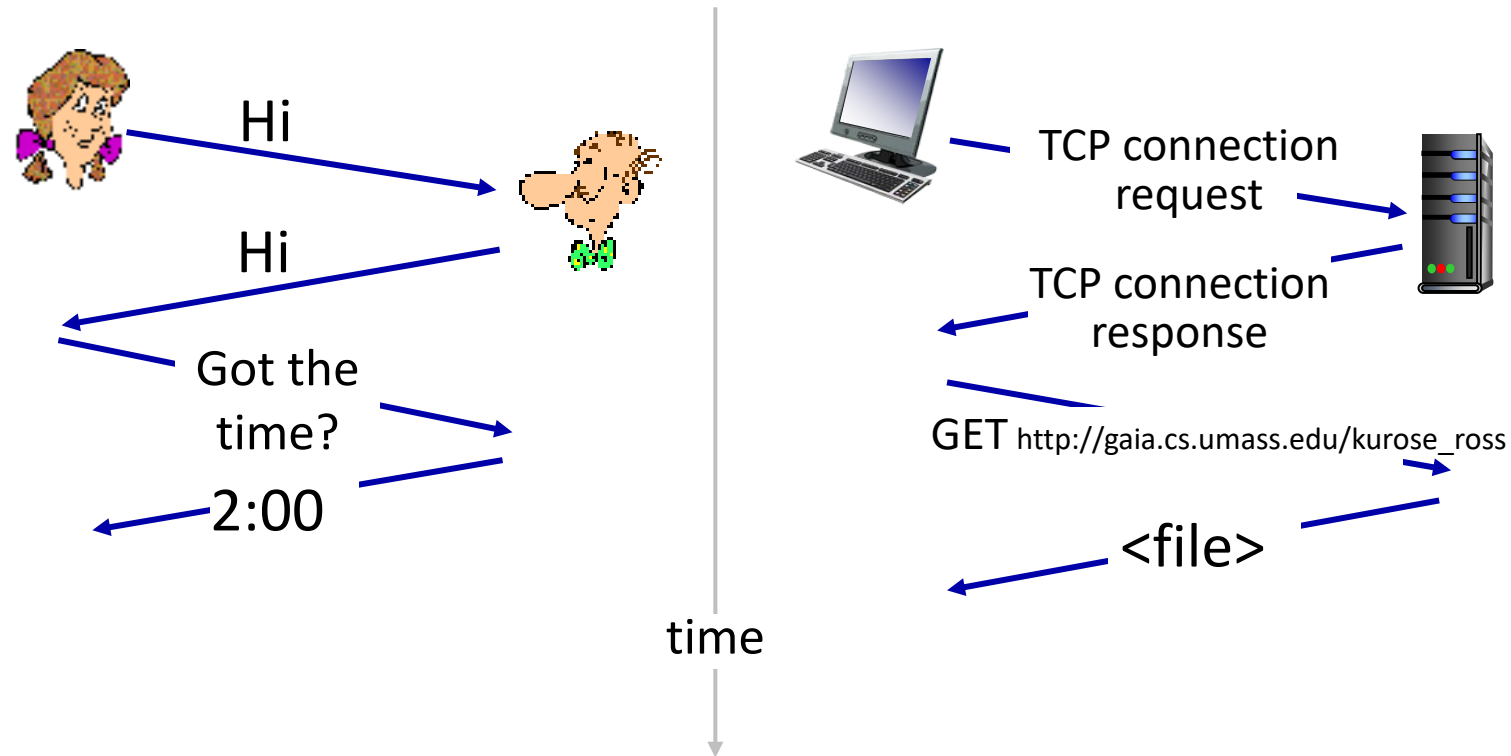 Hi
Hi
Got the
time?
2:00
TCP connection
request
TCP connection
response
GET http://gaia.cs.umass.edu/kurose_ross
<file>
time